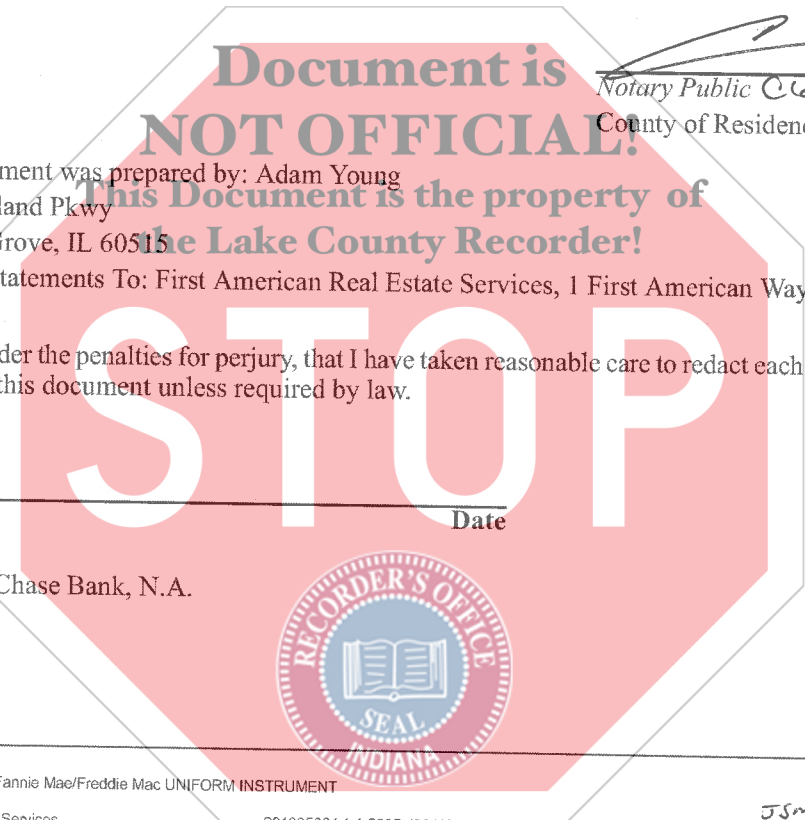 Document is
Notary Public
NOT OFFICIAL!
County of
ment was prepared by: Adam Young
This Document is the property of
land Pkwy
Grove, IL 60515
the Lake County Recorder!
tatements To: First American Real Estate Services, 1 First American Way
STOP
der the penalties for perjury, that I have taken reasonable care to redact each
this document unless required by law.
Date
Chase Bank, N.A.
RECORDER'S OFFICE
SEAL
INDIANA
Fannie Mae/Freddie Mac UNIFORM INSTRUMENT